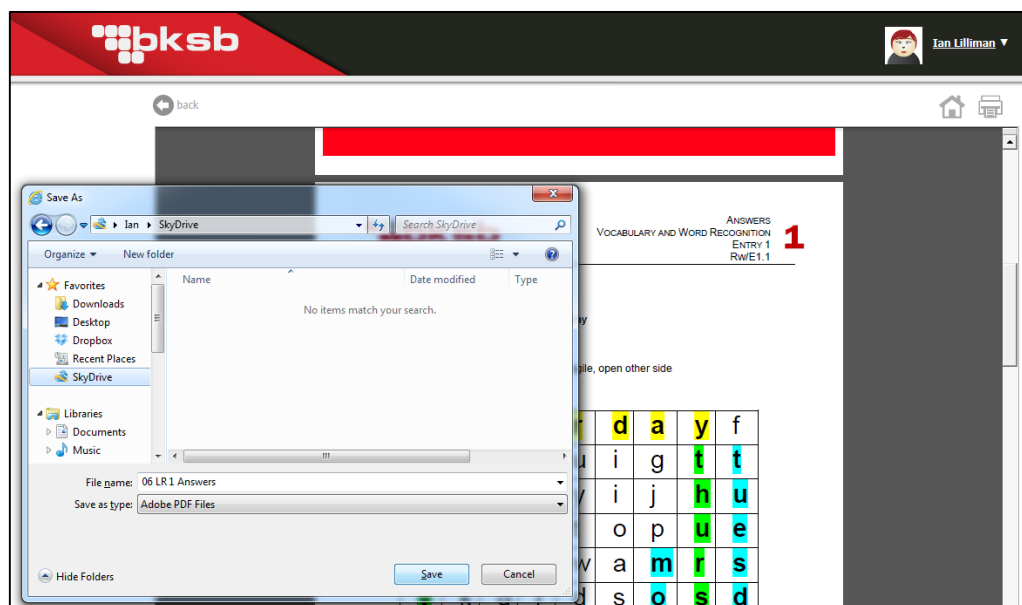 bksb
Ian Lilliman ▼
back
Save As
Ian ▸ SkyDrive
Search SkyDrive
Organize ▼ New folder
Name Date modified Type
No items match your search.
Favorites
Downloads
Desktop
Dropbox
Recent Places
SkyDrive
Libraries
Documents
Music
File name: 06 LR 1 Answers
Save as type: Adobe PDF Files
Hide Folders
Save Cancel
ANSWERS
VOCABULARY AND WORD RECOGNITION
ENTRY 1
RW/E1.1
1
open other side
d a y f
i g t t
i j h u
o p u e
a m r s
s o s d